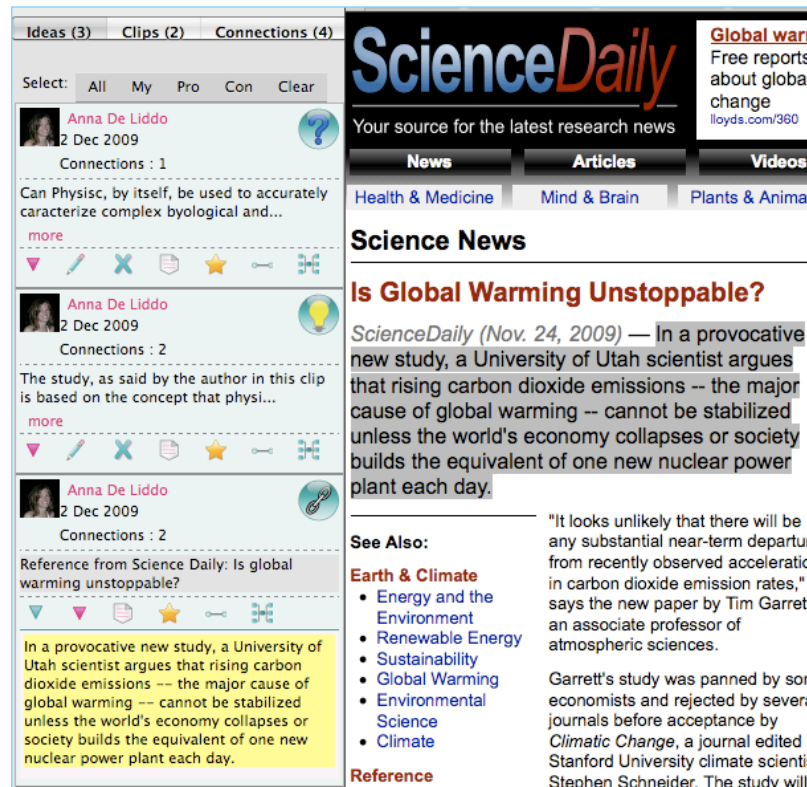 Ideas (3) Clips (2) Connections (4)
Select: All My Pro Con Clear
Anna De Liddo
2 Dec 2009
Connections : 1
Can Physisc, by itself, be used to accurately
caracterize complex byological and...
more
Anna De Liddo
2 Dec 2009
Connections : 2
The study, as said by the author in this clip
is based on the concept that physi...
more
Anna De Liddo
2 Dec 2009
Connections : 2
Reference from Science Daily: Is global
warming unstoppable?
In a provocative new study, a University of
Utah scientist argues that rising carbon
dioxide emissions -- the major cause of
global warming -- cannot be stabilized
unless the world's economy collapses or
society builds the equivalent of one new
nuclear power plant each day.
ScienceDaily
Your source for the latest research news
Global warr
Free reports
about global
change
lloyds.com/360
News Articles Videos
Health & Medicine Mind & Brain Plants & Anima
Science News
Is Global Warming Unstoppable?
ScienceDaily (Nov. 24, 2009) — In a provocative
new study, a University of Utah scientist argues
that rising carbon dioxide emissions -- the major
cause of global warming -- cannot be stabilized
unless the world's economy collapses or society
builds the equivalent of one new nuclear power
plant each day.
See Also:
Earth & Climate
• Energy and the
Environment
• Renewable Energy
• Sustainability
• Global Warming
• Environmental
Science
• Climate
Reference
"It looks unlikely that there will be
any substantial near-term departu
from recently observed acceleratio
in carbon dioxide emission rates,"
says the new paper by Tim Garret
an associate professor of
atmospheric sciences.
Garrett's study was panned by som
economists and rejected by severa
journals before acceptance by
Climatic Change, a journal edited
Stanford University climate scientis
Stephen Schneider. The study will